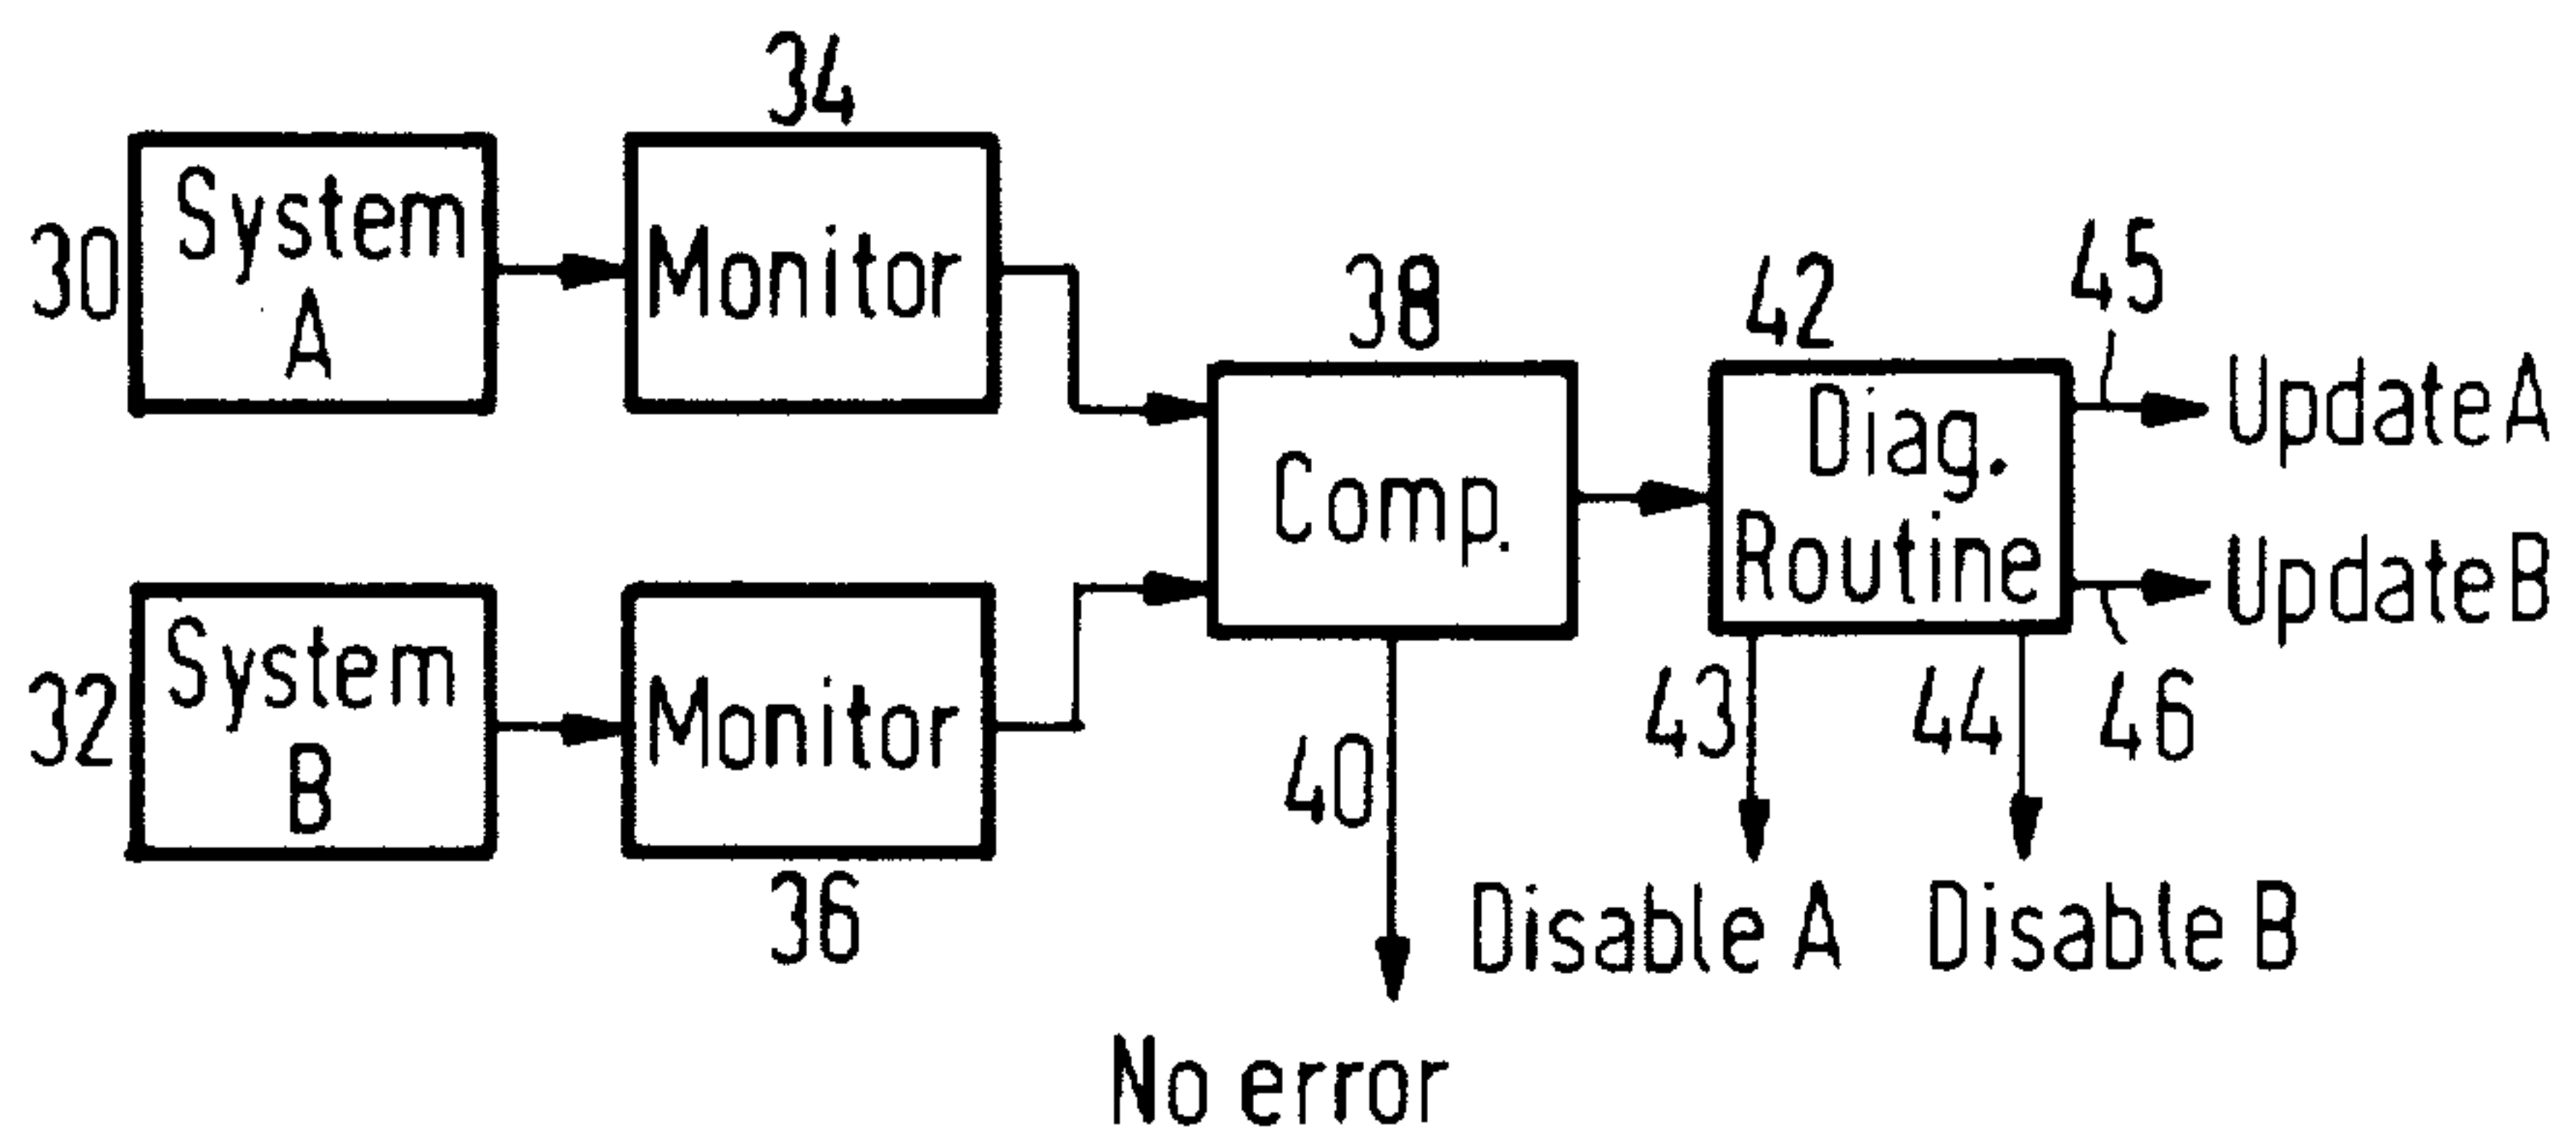 34
30
System
A
Monitor
38
42
45
Update A
Comp.
Diag.
Routine
Update B
32
System
B
Monitor
36
40
43
44
46
Disable A
Disable B
No error